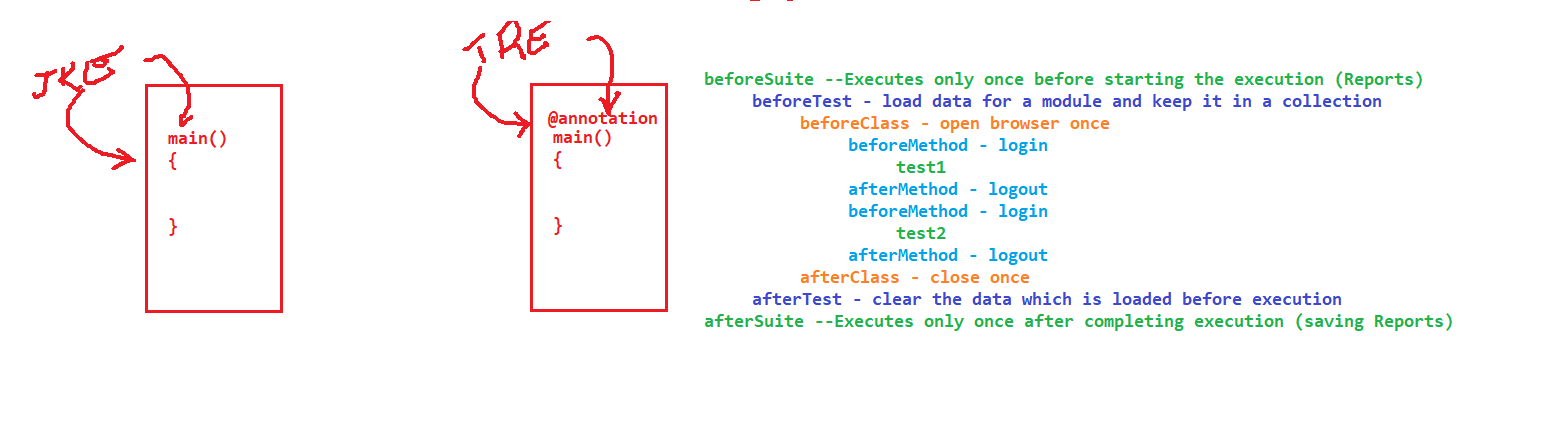 JRE
main()
{
}
TRE
@annotation
main()
{
}
beforeSuite --Executes only once before starting the execution (Reports)
beforeTest - load data for a module and keep it in a collection
beforeClass - open browser once
beforeMethod - login
test1
afterMethod - logout
beforeMethod - login
test2
afterMethod - logout
afterClass - close once
afterTest - clear the data which is loaded before execution
afterSuite --Executes only once after completing execution (saving Reports)